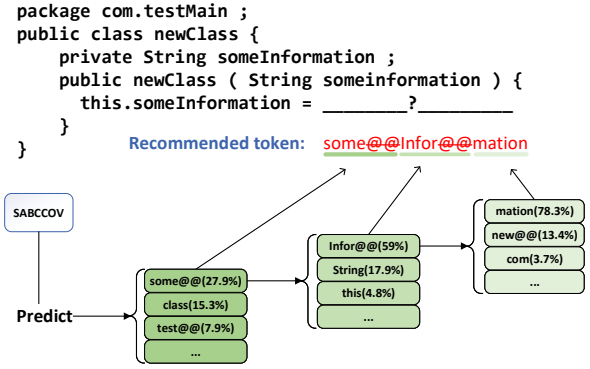 package com.testMain ;
public class newClass {
private String someInformation ;
public newClass ( String someinformation ) {
this.someInformation = ________?_________
}
}
Recommended token: some@@Infor@@mation
SABCCOV
Predict
some@@(27.9%)
class(15.3%)
test@@(7.9%)
...
Infor@@(59%)
String(17.9%)
this(4.8%)
...
mation(78.3%)
new@@(13.4%)
com(3.7%)
...